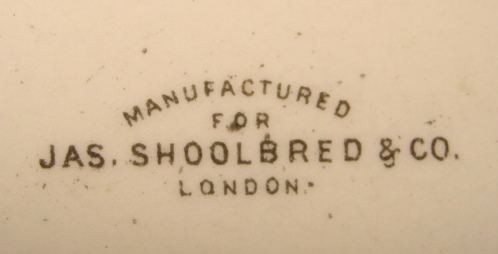 MANUFACTURED
FOR
JAS. SHOOLBRED & CO.
LONDON.